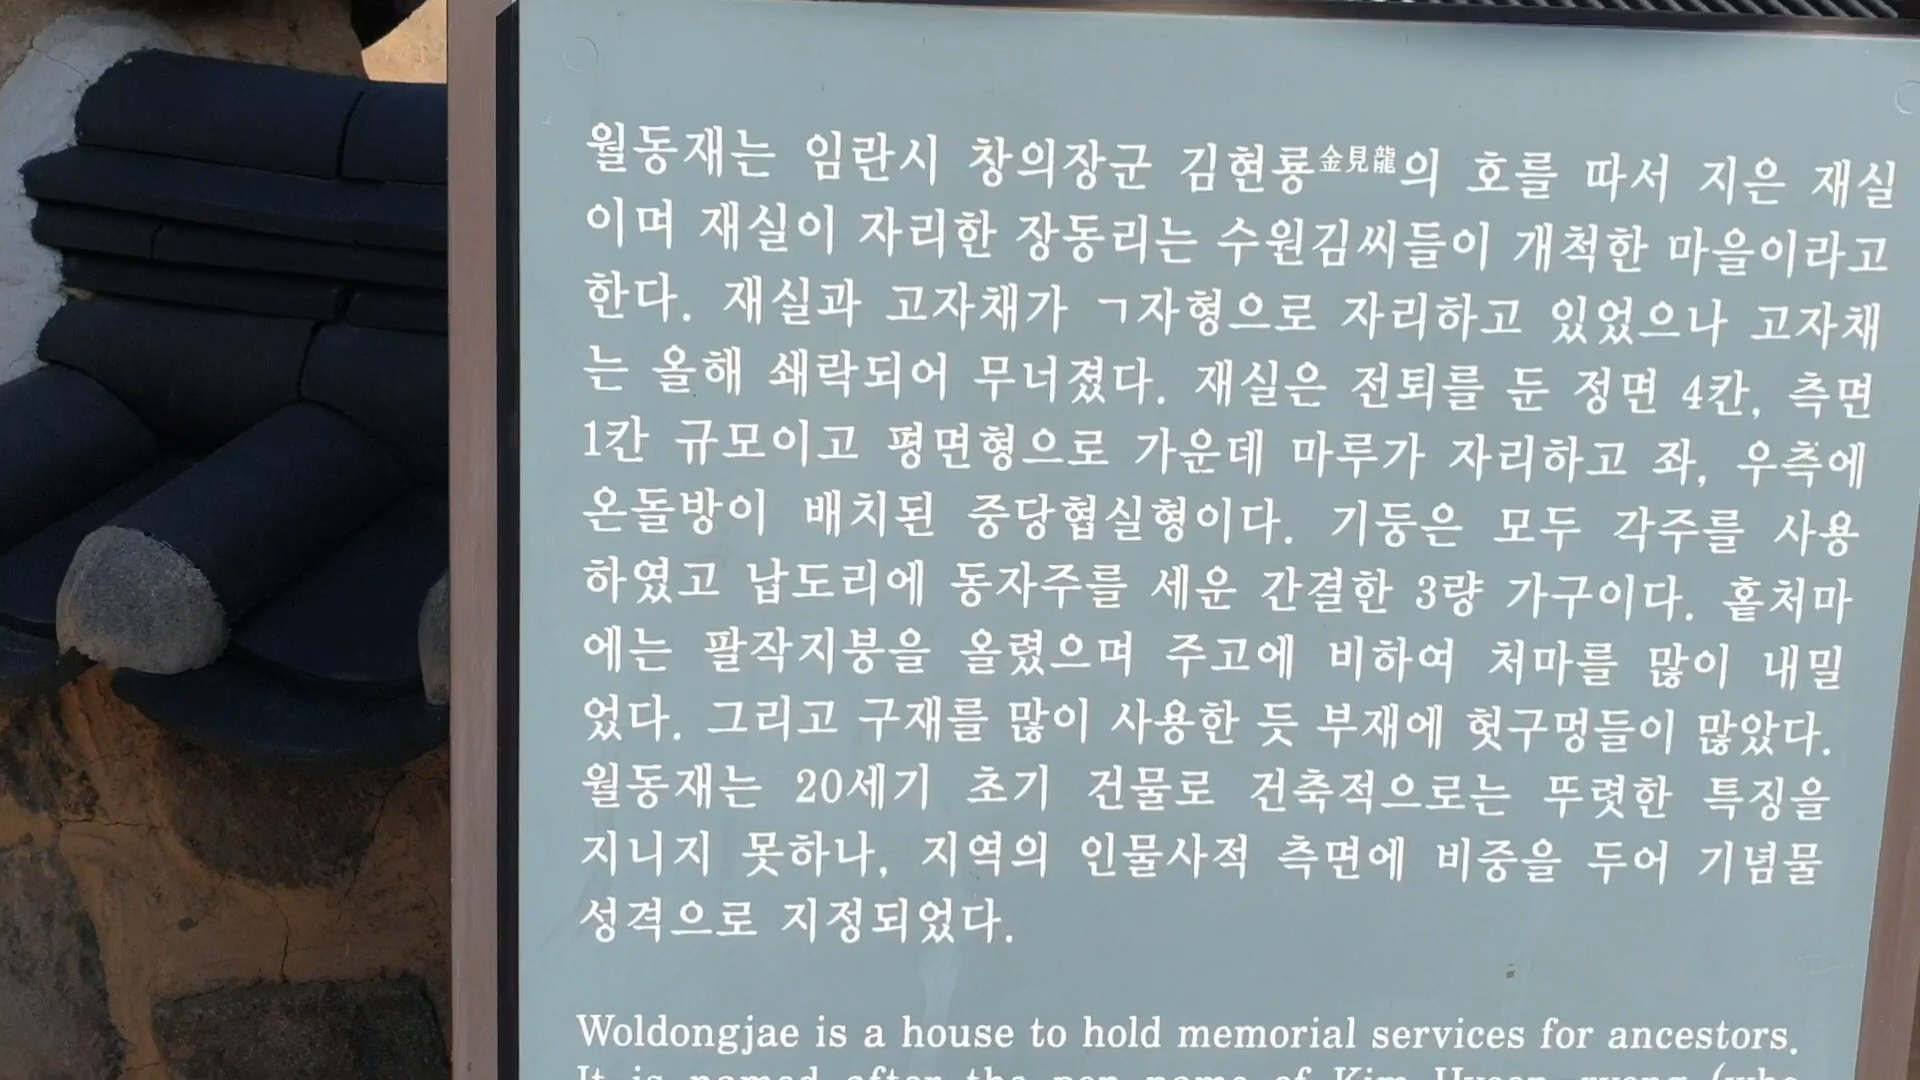 월동재는 임란시 창의장군 김현룡金見龍의 호를 따서 지은 재실
이며 재실이 자리한 장동리는 수원김씨들이 개척한 마을이라고
한다. 재실과 고자채가 ㄱ자형으로 자리하고 있었으나 고자채
는 올해 쇄락되어 무너졌다. 재실은 전퇴를 둔 정면 4칸, 측면
1칸 규모이고 평면형으로 가운데 마루가 자리하고 좌, 우측에
온돌방이 배치된 중당협실형이다. 기둥은 모두 각주를 사용
하였고 납도리에 동자주를 세운 간결한 3량 가구이다. 홑처마
에는 팔작지붕을 올렸으며 주고에 비하여 처마를 많이 내밀
었다. 그리고 구재를 많이 사용한 듯 부재에 헛구멍들이 많았다.
월동재는 20세기 초기 건물로 건축적으로는 뚜렷한 특징을
지니지 못하나, 지역의 인물사적 측면에 비중을 두어 기념물
성격으로 지정되었다.
Woldongjae is a house to hold memorial services for ancestors.
It is named after the pen name of Kim (who